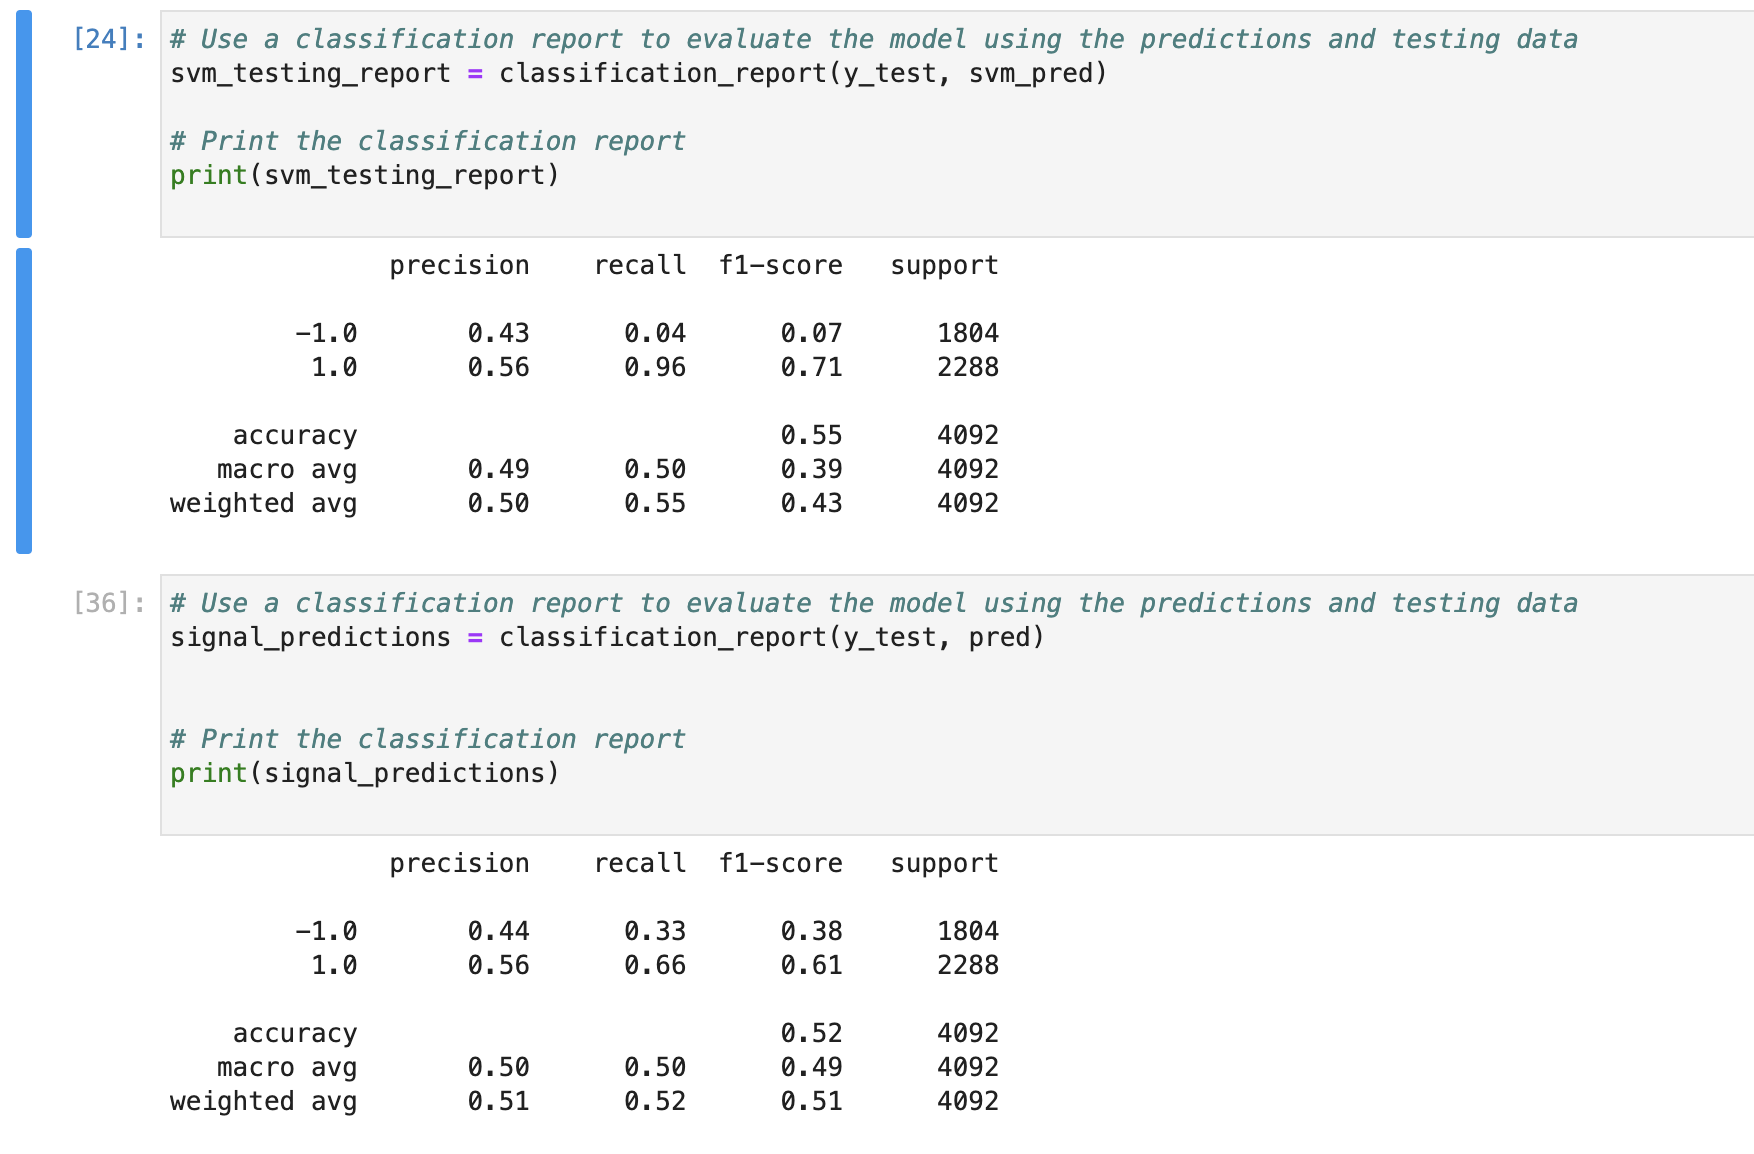 [24]: # Use a classification report to evaluate the model using the predictions and testing data
svm_testing_report = classification_report(y_test, svm_pred)
# Print the classification report
print(svm_testing_report)
precision recall f1-score support
-1.0 0.43 0.04 0.07 1804
1.0 0.56 0.96 0.71 2288
accuracy 0.55 4092
macro avg 0.49 0.50 0.39 4092
weighted avg 0.50 0.55 0.43 4092
[36]: # Use a classification report to evaluate the model using the predictions and testing data
signal_predictions = classification_report(y_test, pred)
# Print the classification report
print(signal_predictions)
precision recall f1-score support
-1.0 0.44 0.33 0.38 1804
1.0 0.56 0.66 0.61 2288
accuracy 0.52 4092
macro avg 0.50 0.50 0.49 4092
weighted avg 0.51 0.52 0.51 4092